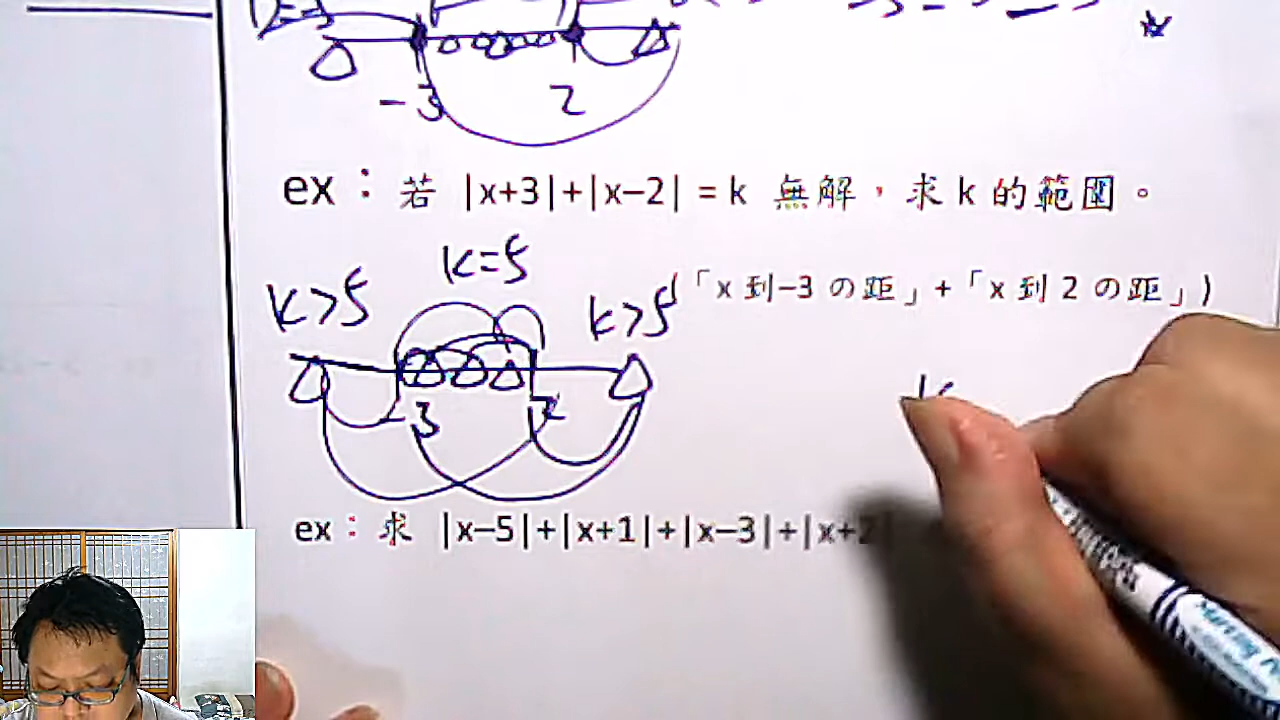 -3 2
ex：若 |x+3|+|x−2| = k 無解，求 k 的範圍。
k=5
k>5 k>5 (「x 到−3 の距」+「x 到 2 の距」)
-3 2
k
ex：求 |x−5|+|x+1|+|x−3|+|x+2|